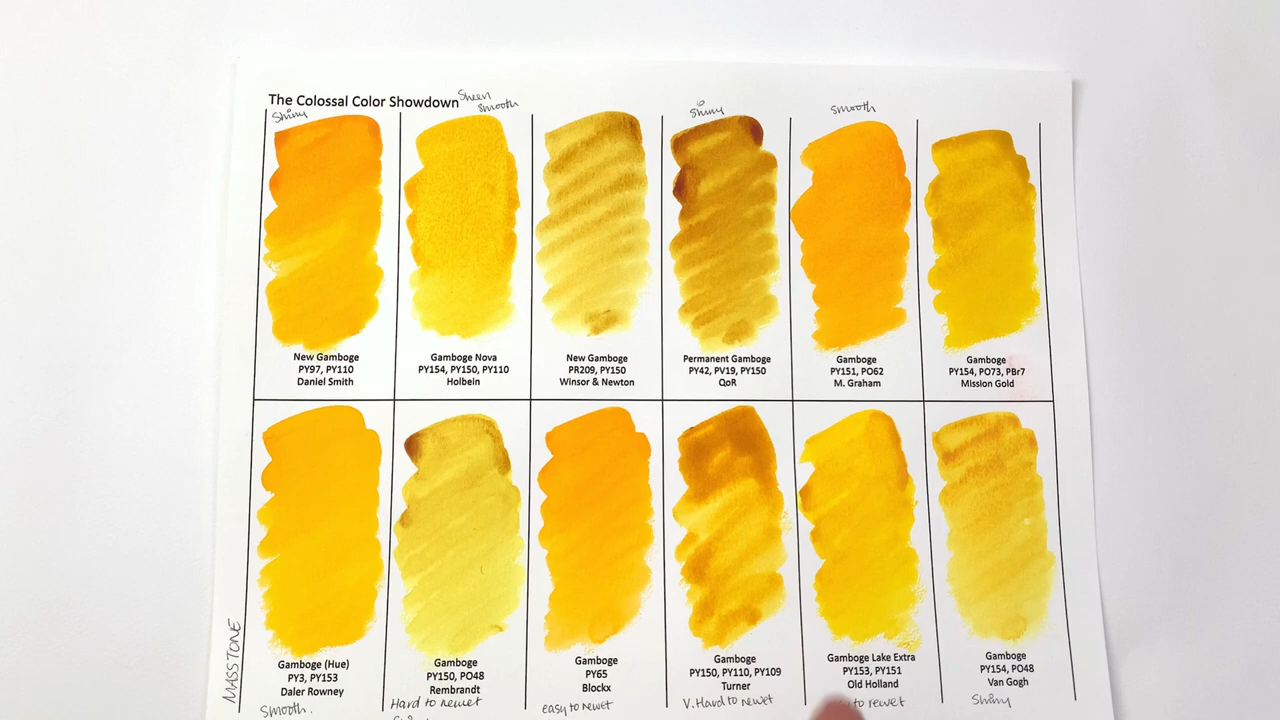 The Colossal Color Showdown
Sheen
smooth
Shiny
Shiny
smooth
New Gamboge
PY97, PY110
Daniel Smith
Gamboge Nova
PY154, PY150, PY110
Holbein
New Gamboge
PR209, PY150
Winsor & Newton
Permanent Gamboge
PY42, PV19, PY150
QoR
Gamboge
PY151, PO62
M. Graham
Gamboge
PY154, PO73, PBr7
Mission Gold
MASSTONE
Gamboge (Hue)
PY3, PY153
Daler Rowney
Smooth.
Gamboge
PY150, PO48
Rembrandt
Hard to rewet
Gamboge
PY65
Blockx
easy to rewet
Gamboge
PY150, PY110, PY109
Turner
V. Hard to rewet
Gamboge Lake Extra
PY153, PY151
Old Holland
to rewet
Gamboge
PY154, PO48
Van Gogh
Shiny